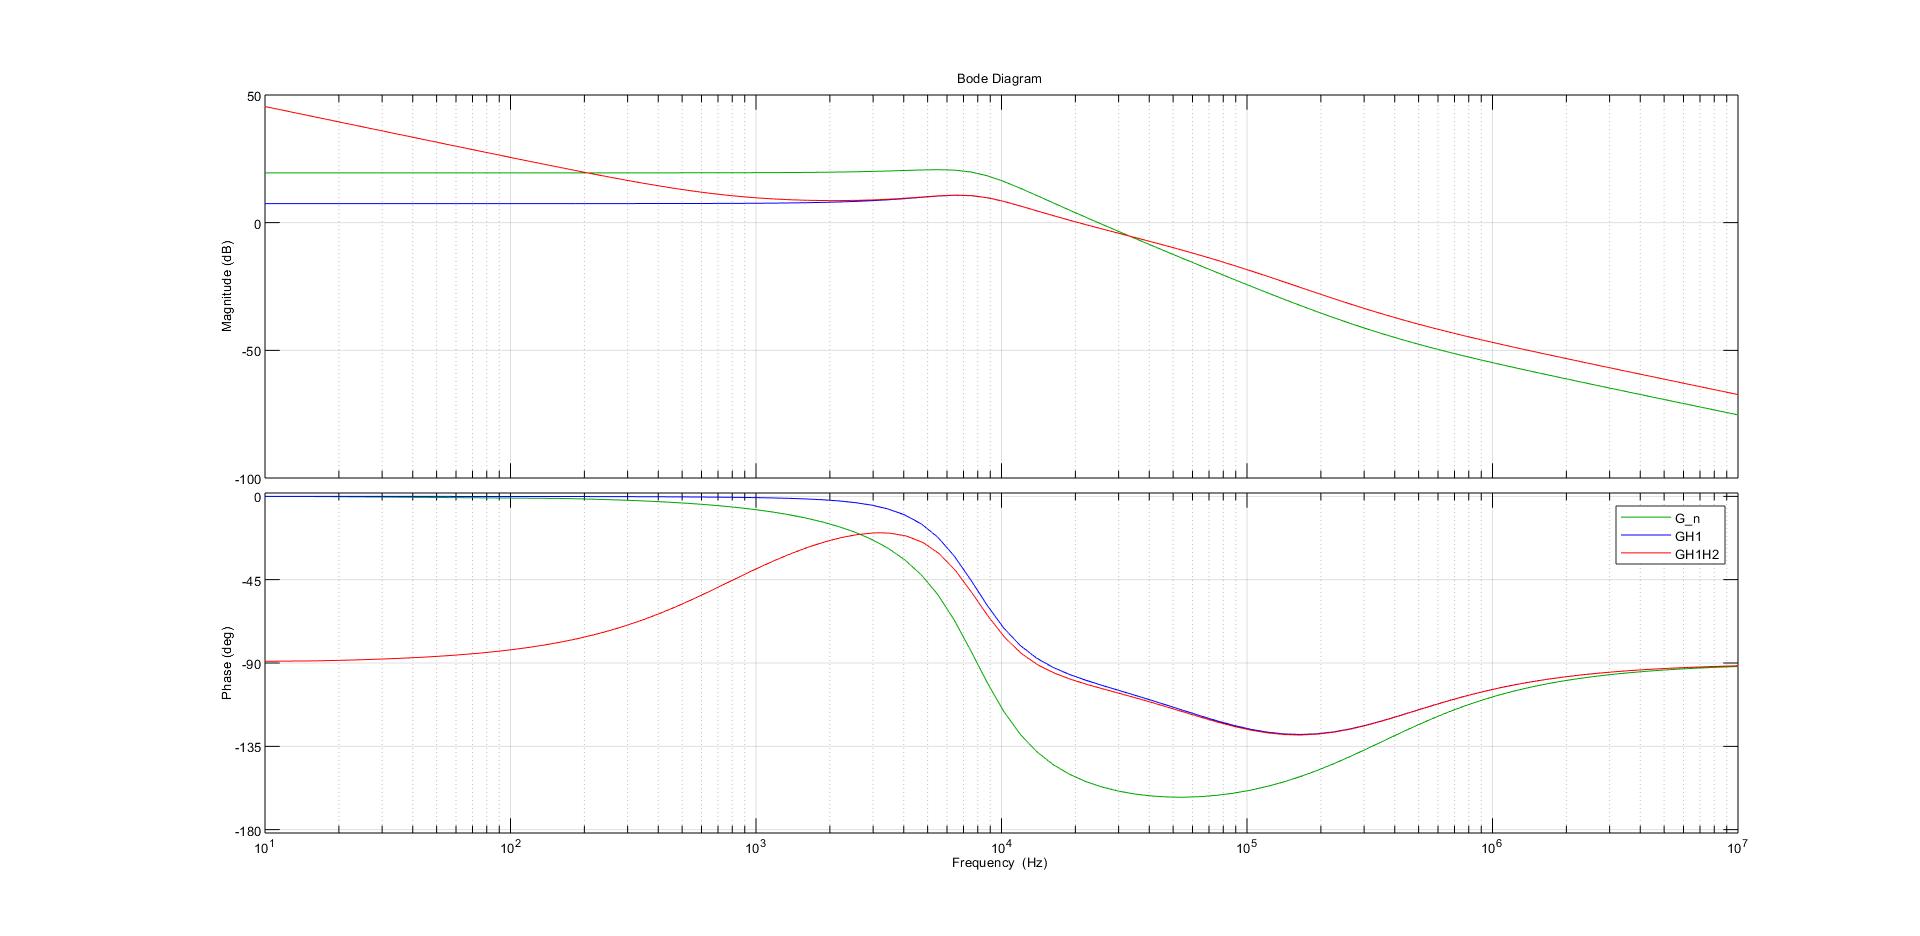 Bode Diagram
50
0
-50
-100
Magnitude (dB)
0
-45
-90
-135
-180
Phase (deg)
G_n
GH1
GH1H2
10^1 10^2 10^3 10^4 10^5 10^6 10^7
Frequency (Hz)